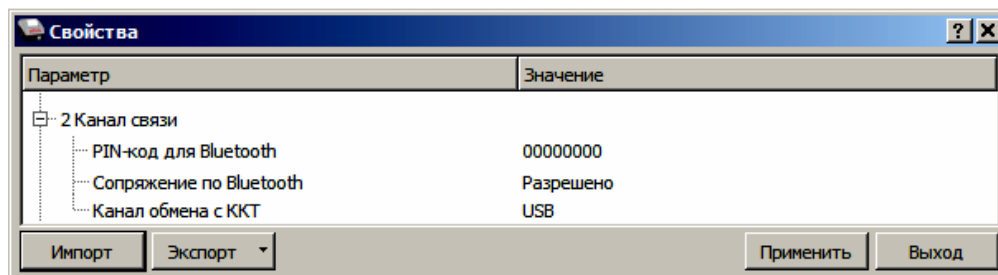 Свойства
Параметр Значение
2 Канал связи
PIN-код для Bluetooth 00000000
Сопряжение по Bluetooth Разрешено
Канал обмена с ККТ USB
Импорт Экспорт Применить Выход